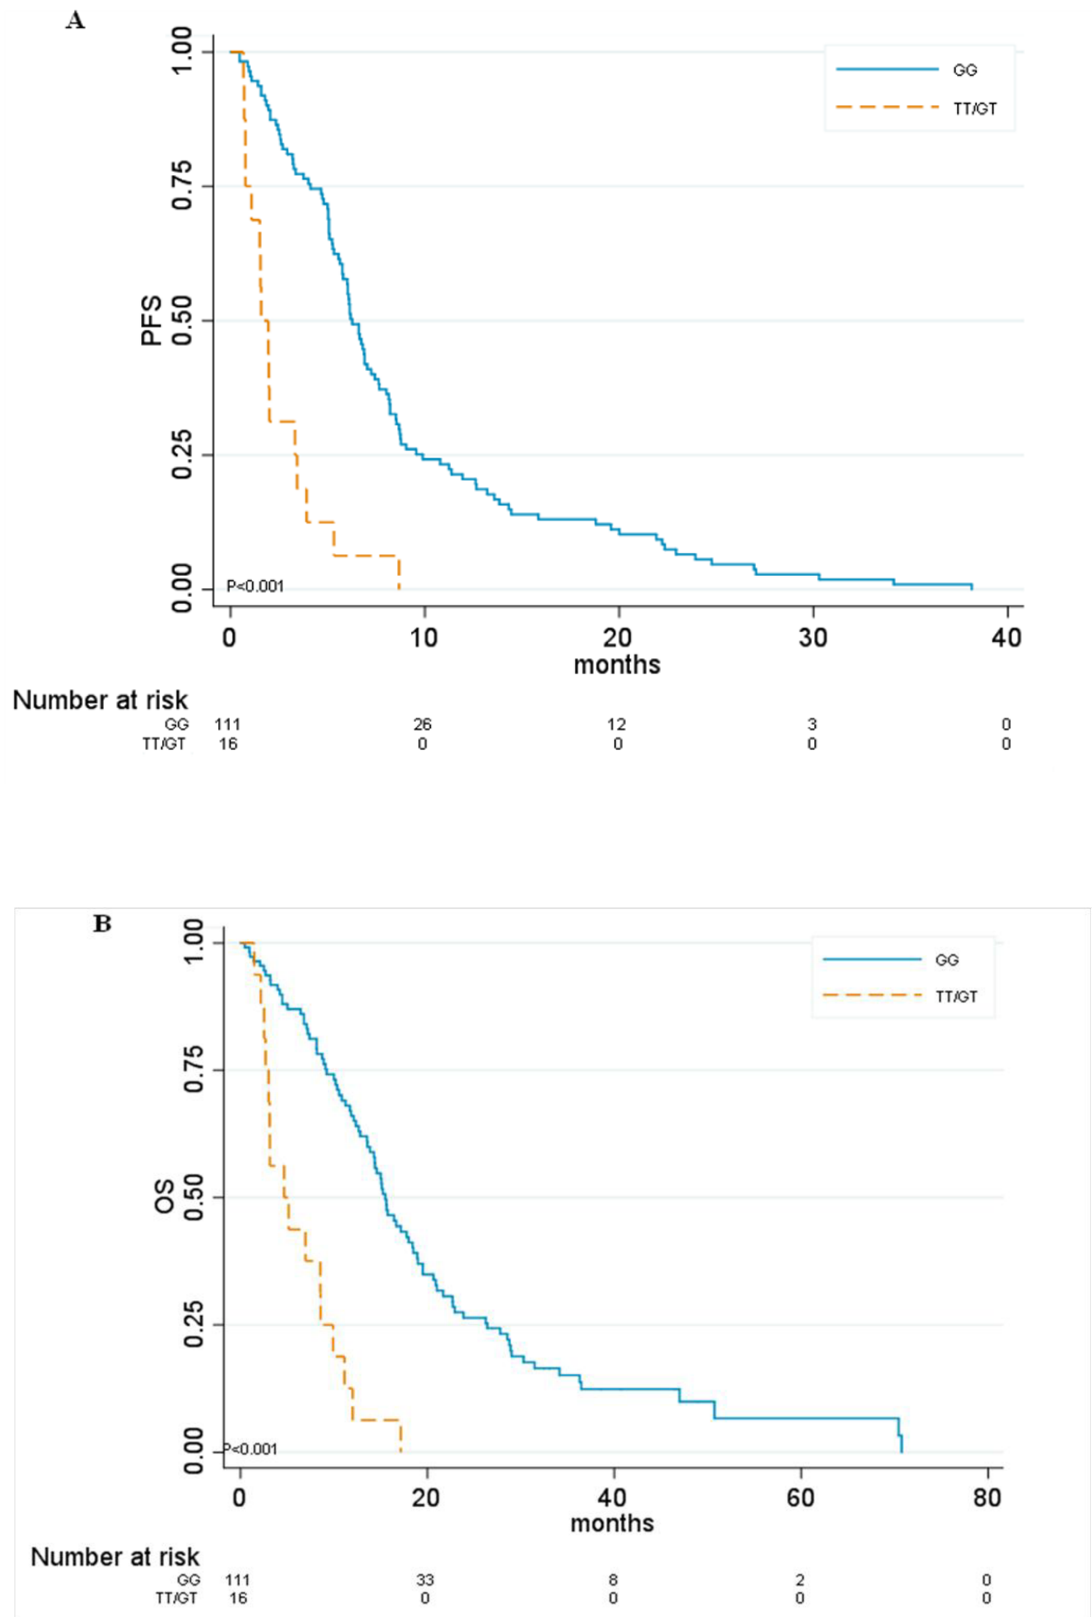 A
GG
TT/GT
1.00
0.75
0.50
0.25
0.00
PFS
P<0.001
0 10 20 30 40
months
Number at risk
GG 111 26 12 3 0
TT/GT 16 0 0 0 0
B
GG
TT/GT
1.00
0.75
0.50
0.25
0.00
OS
P<0.001
0 20 40 60 80
months
Number at risk
GG 111 33 8 2 0
TT/GT 16 0 0 0 0